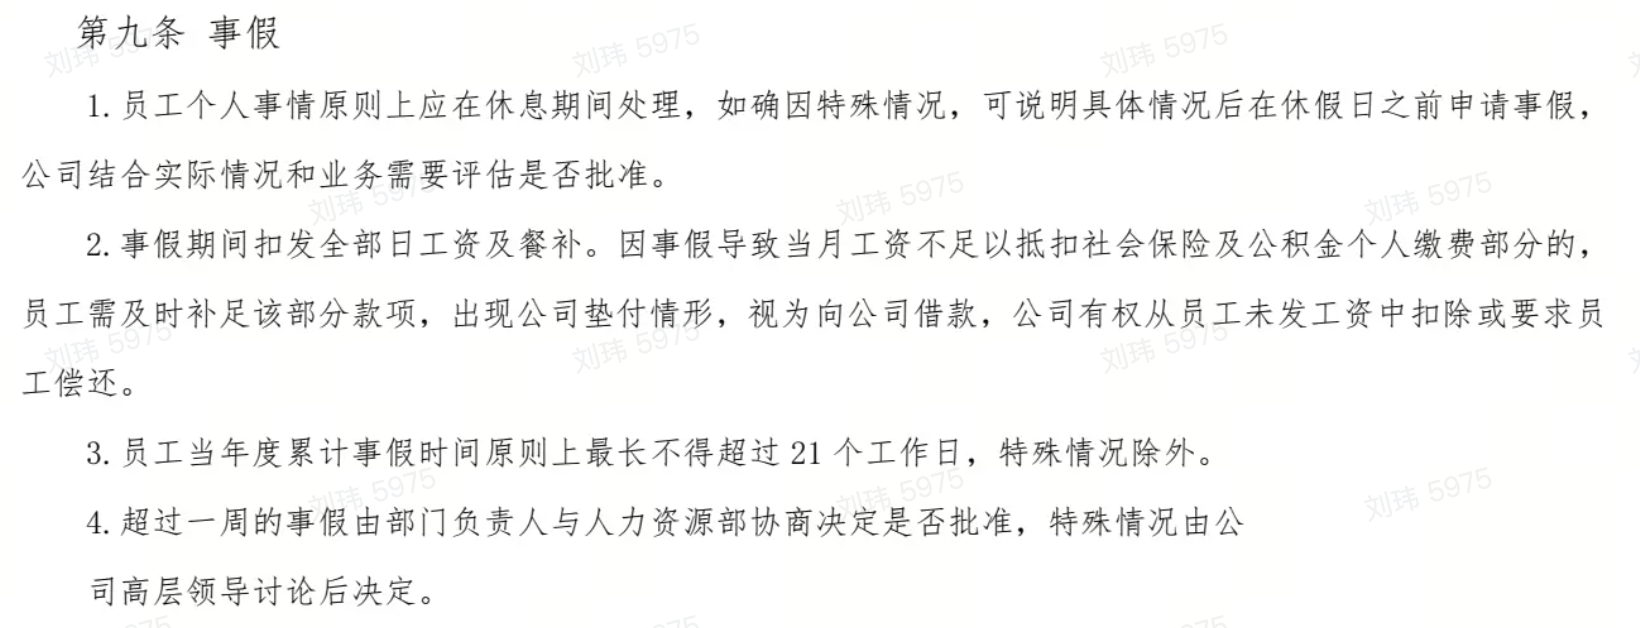 第九条 事假
1.员工个人事情原则上应在休息期间处理，如确因特殊情况，可说明具体情况后在休假日之前申请事假，
公司结合实际情况和业务需要评估是否批准。
2.事假期间扣发全部日工资及餐补。因事假导致当月工资不足以抵扣社会保险及公积金个人缴费部分的，
员工需及时补足该部分款项，出现公司垫付情形，视为向公司借款，公司有权从员工未发工资中扣除或要求员
工偿还。
3.员工当年度累计事假时间原则上最长不得超过 21 个工作日，特殊情况除外。
4.超过一周的事假由部门负责人与人力资源部协商决定是否批准，特殊情况由公
司高层领导讨论后决定。
刘玮 5975
刘玮 5975
刘玮 5975
刘玮 5975
刘玮 5975
刘玮 5975
刘玮 5975
刘玮 5975
刘玮 5975
刘玮 5975
刘玮 5975
刘玮 5975